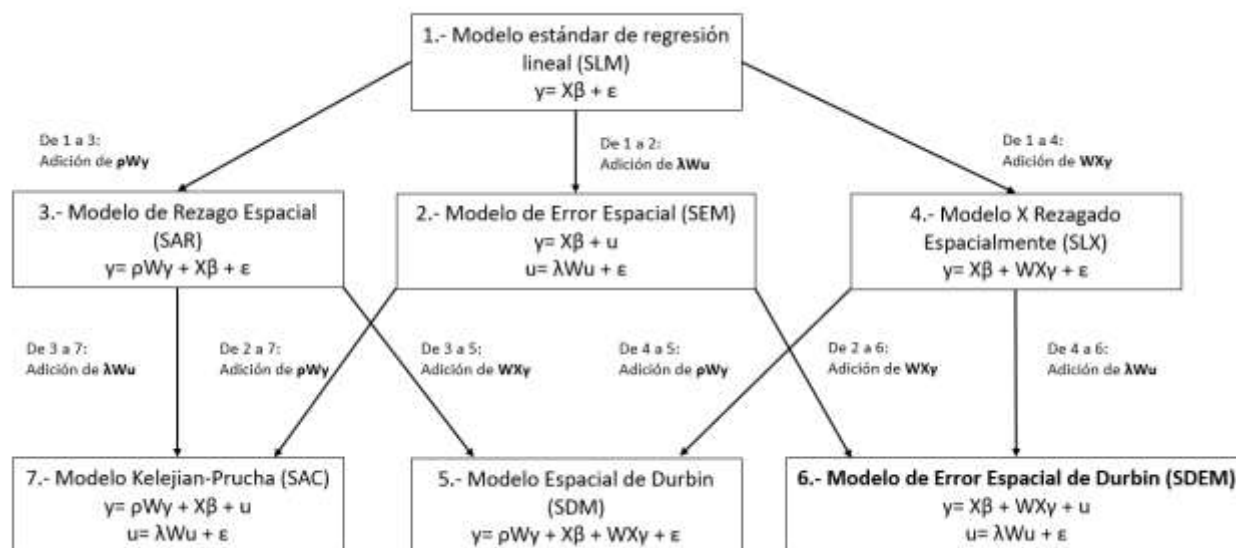 1.- Modelo estándar de regresión
lineal (SLM)
y= Xβ + ε
De 1 a 3:
Adición de ρWy
De 1 a 2:
Adición de λWu
De 1 a 4:
Adición de WXγ
3.- Modelo de Rezago Espacial
(SAR)
y= ρWy + Xβ + ε
2.- Modelo de Error Espacial (SEM)
y= Xβ + u
u= λWu + ε
4.- Modelo X Rezagado
Espacialmente (SLX)
y= Xβ + WXγ + ε
De 3 a 7:
Adición de λWu
De 2 a 7:
Adición de ρWy
De 3 a 5:
Adición de WXγ
De 4 a 5:
Adición de ρWy
De 2 a 6:
Adición de WXγ
De 4 a 6:
Adición de λWu
7.- Modelo Kelejian-Prucha (SAC)
y= ρWy + Xβ + u
u= λWu + ε
5.- Modelo Espacial de Durbin
(SDM)
y= ρWy + Xβ + WXγ + ε
6.- Modelo de Error Espacial de Durbin (SDEM)
y= Xβ + WXγ + u
u= λWu + ε